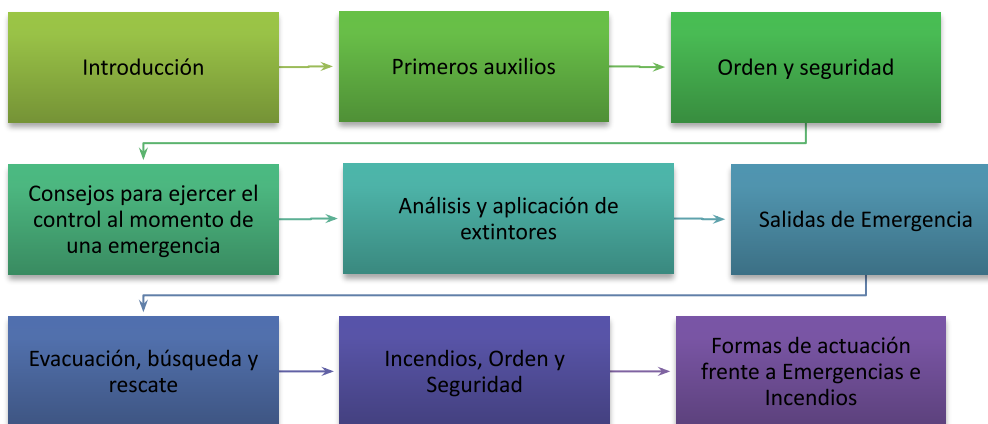 Introducción
Primeros auxilios
Orden y seguridad
Consejos para ejercer el
control al momento de
una emergencia
Análisis y aplicación de
extintores
Salidas de Emergencia
Evacuación, búsqueda y
rescate
Incendios, Orden y
Seguridad
Formas de actuación
frente a Emergencias e
Incendios